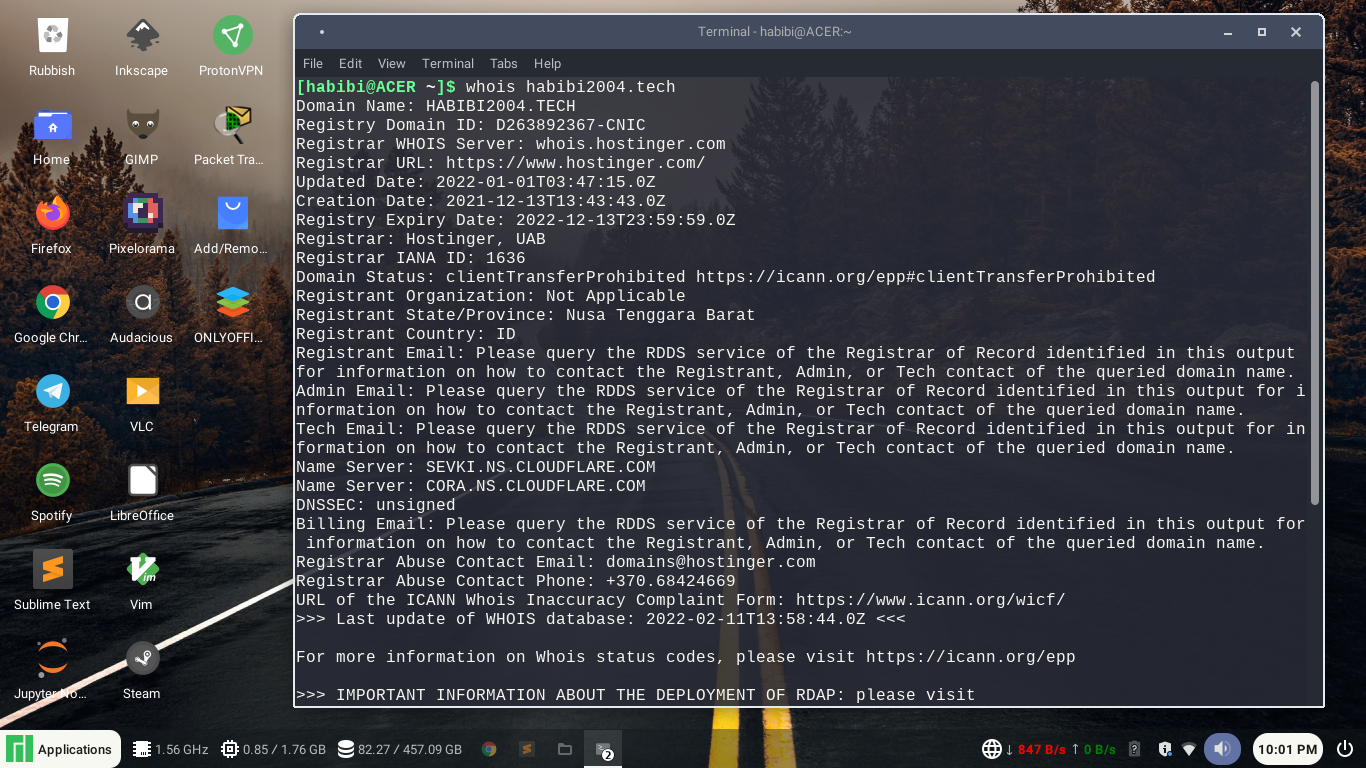 Rubbish
Inkscape
ProtonVPN
Home
GIMP
Packet Tra...
Firefox
Pixelorama
Add/Remo...
Google Chr...
Audacious
ONLYOFFI...
Telegram
VLC
Spotify
LibreOffice
Sublime Text
Vim
Jupyter No...
Steam
Terminal - habibi@ACER:~
File Edit View Terminal Tabs Help
[habibi@ACER ~]$ whois habibi2004.tech
Domain Name: HABIBI2004.TECH
Registry Domain ID: D263892367-CNIC
Registrar WHOIS Server: whois.hostinger.com
Registrar URL: https://www.hostinger.com/
Updated Date: 2022-01-01T03:47:15.0Z
Creation Date: 2021-12-13T13:43:43.0Z
Registry Expiry Date: 2022-12-13T23:59:59.0Z
Registrar: Hostinger, UAB
Registrar IANA ID: 1636
Domain Status: clientTransferProhibited https://icann.org/epp#clientTransferProhibited
Registrant Organization: Not Applicable
Registrant State/Province: Nusa Tenggara Barat
Registrant Country: ID
Registrant Email: Please query the RDDS service of the Registrar of Record identified in this output
for information on how to contact the Registrant, Admin, or Tech contact of the queried domain name.
Admin Email: Please query the RDDS service of the Registrar of Record identified in this output for i
nformation on how to contact the Registrant, Admin, or Tech contact of the queried domain name.
Tech Email: Please query the RDDS service of the Registrar of Record identified in this output for in
formation on how to contact the Registrant, Admin, or Tech contact of the queried domain name.
Name Server: SEVKI.NS.CLOUDFLARE.COM
Name Server: CORA.NS.CLOUDFLARE.COM
DNSSEC: unsigned
Billing Email: Please query the RDDS service of the Registrar of Record identified in this output for
 information on how to contact the Registrant, Admin, or Tech contact of the queried domain name.
Registrar Abuse Contact Email: domains@hostinger.com
Registrar Abuse Contact Phone: +370.68424669
URL of the ICANN Whois Inaccuracy Complaint Form: https://www.icann.org/wicf/
>>> Last update of WHOIS database: 2022-02-11T13:58:44.0Z <<<
For more information on Whois status codes, please visit https://icann.org/epp
>>> IMPORTANT INFORMATION ABOUT THE DEPLOYMENT OF RDAP: please visit
Applications 1.56 GHz 0.85 / 1.76 GB 82.27 / 457.09 GB 2 ↓ 847 B/s ↑ 0 B/s 10:01 PM